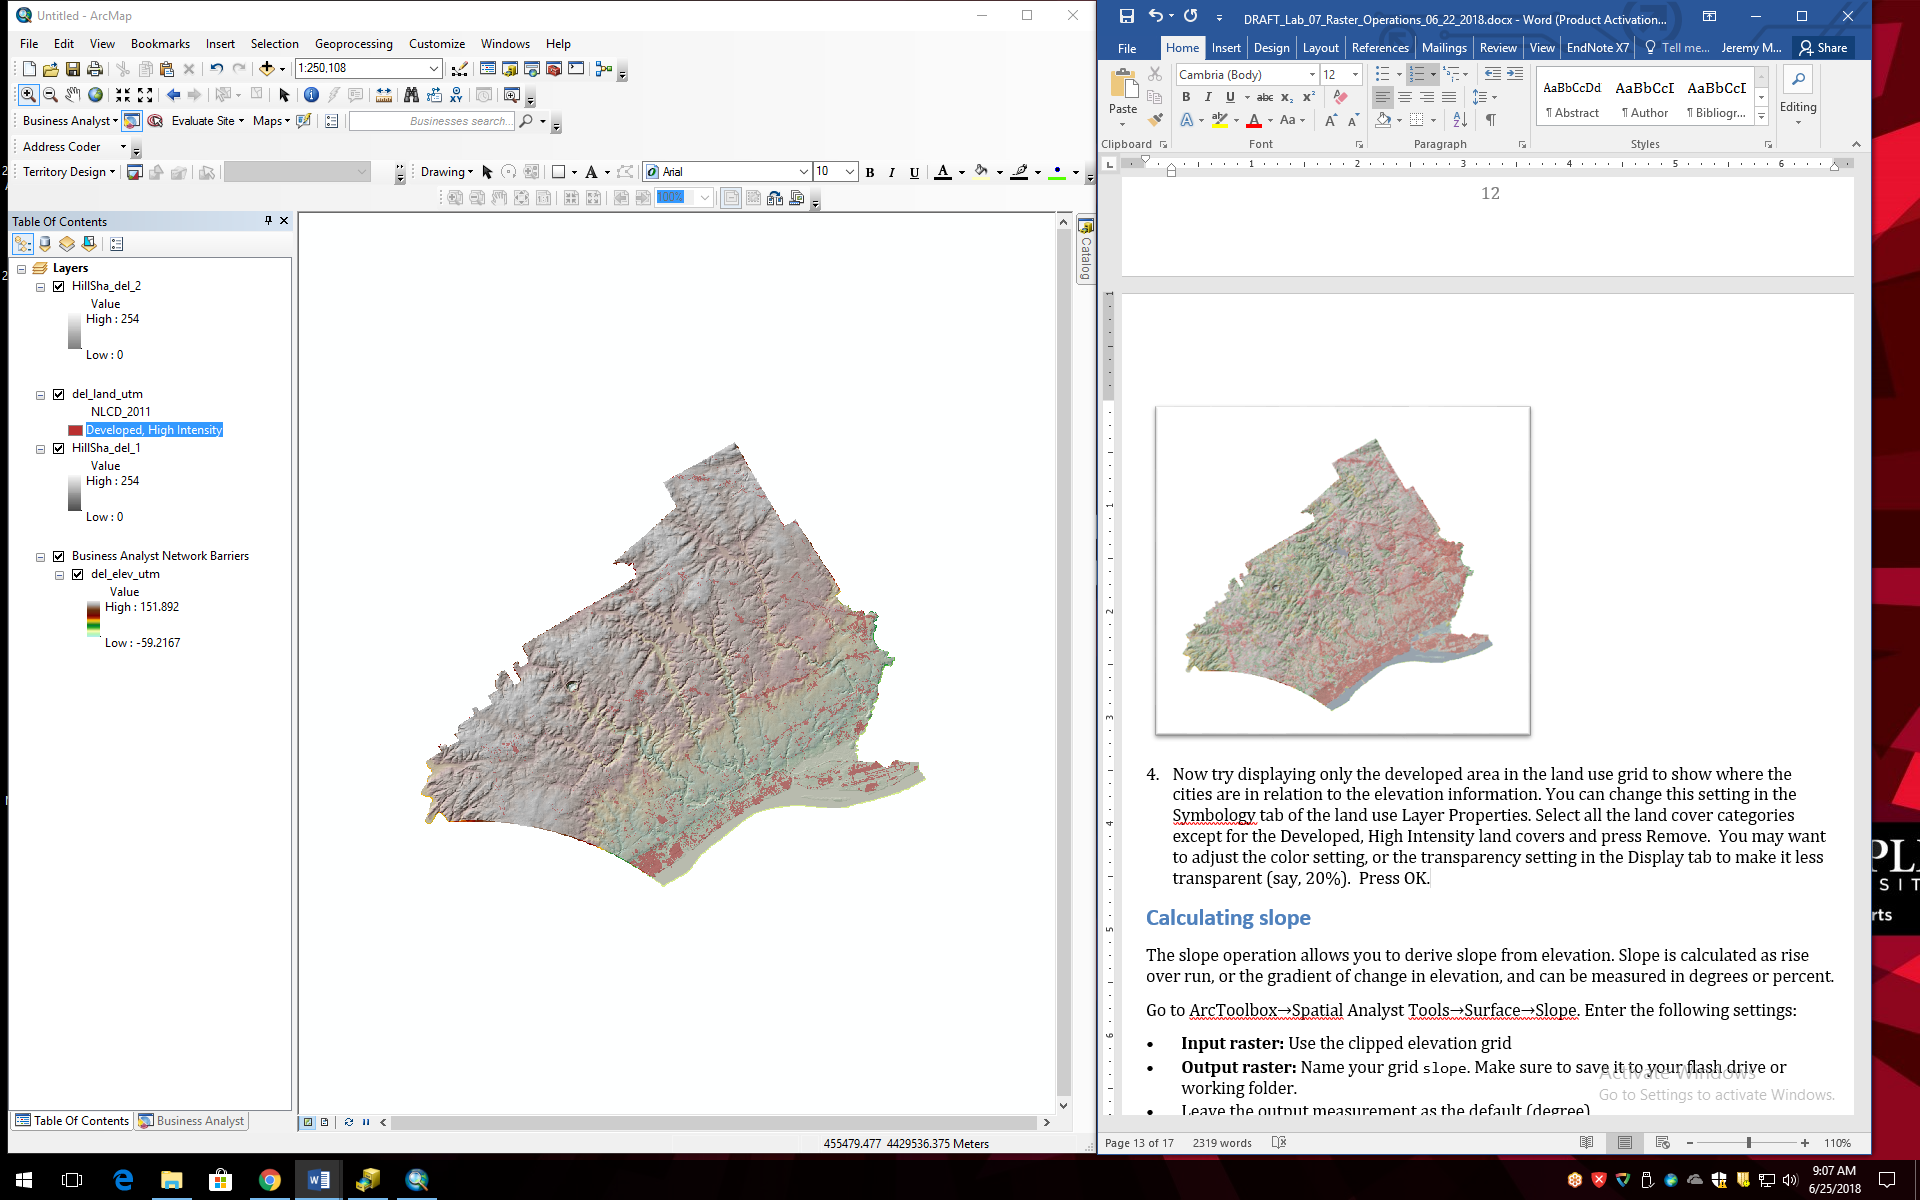 Untitled - ArcMap
File Edit View Bookmarks Insert Selection Geoprocessing Customize Windows Help
1:250,108
Business Analyst Evaluate Site Maps Businesses search...
Address Coder
Territory Design Drawing Arial 10 B I U A
100%
Table Of Contents
Layers
HillSha_del_2
Value
High : 254
Low : 0
del_land_utm
NLCD_2011
Developed, High Intensity
HillSha_del_1
Value
High : 254
Low : 0
Business Analyst Network Barriers
del_elev_utm
Value
High : 151.892
Low : -59.2167
Catalog
Table Of Contents Business Analyst
455479.477 4429536.375 Meters
DRAFT_Lab_07_Raster_Operations_06_22_2018.docx - Word (Product Activation...
File Home Insert Design Layout References Mailings Review View EndNote X7 Tell me... Jeremy M... Share
Paste
Cambria (Body) 12
B I U abc x₂ x²
Aa
AaBbCcDd AaBbCcI AaBbCcI
¶ Abstract ¶ Author ¶ Bibliogr...
Editing
Clipboard Font Paragraph Styles
1 2 3 4 5 6
12
4. Now try displaying only the developed area in the land use grid to show where the
cities are in relation to the elevation information. You can change this setting in the
Symbology tab of the land use Layer Properties. Select all the land cover categories
except for the Developed, High Intensity land covers and press Remove. You may want
to adjust the color setting, or the transparency setting in the Display tab to make it less
transparent (say, 20%). Press OK.
Calculating slope
The slope operation allows you to derive slope from elevation. Slope is calculated as rise
over run, or the gradient of change in elevation, and can be measured in degrees or percent.
Go to ArcToolbox→Spatial Analyst Tools→Surface→Slope. Enter the following settings:
• Input raster: Use the clipped elevation grid
• Output raster: Name your grid slope. Make sure to save it to your flash drive or
working folder.
• Leave the output measurement as the default (degree)
Activate Windows
Go to Settings to activate Windows.
Page 13 of 17 2319 words 110%
9:07 AM
6/25/2018